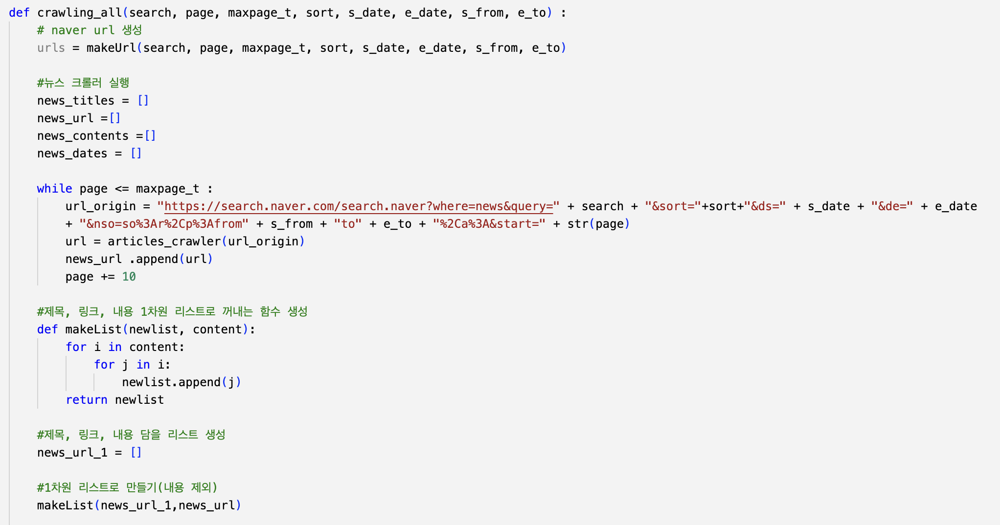 def crawling_all(search, page, maxpage_t, sort, s_date, e_date, s_from, e_to) :
    # naver url 생성
    urls = makeUrl(search, page, maxpage_t, sort, s_date, e_date, s_from, e_to)

    #뉴스 크롤러 실행
    news_titles = []
    news_url =[]
    news_contents =[]
    news_dates = []

    while page <= maxpage_t :
        url_origin = "https://search.naver.com/search.naver?where=news&query=" + search + "&sort="+sort+"&ds=" + s_date + "&de=" + e_date
        + "&nso=so%3Ar%2Cp%3Afrom" + s_from + "to" + e_to + "%2Ca%3A&start=" + str(page)
        url = articles_crawler(url_origin)
        news_url .append(url)
        page += 10

    #제목, 링크, 내용 1차원 리스트로 꺼내는 함수 생성
    def makeList(newlist, content):
        for i in content:
            for j in i:
                newlist.append(j)
        return newlist

    #제목, 링크, 내용 담을 리스트 생성
    news_url_1 = []

    #1차원 리스트로 만들기(내용 제외)
    makeList(news_url_1,news_url)